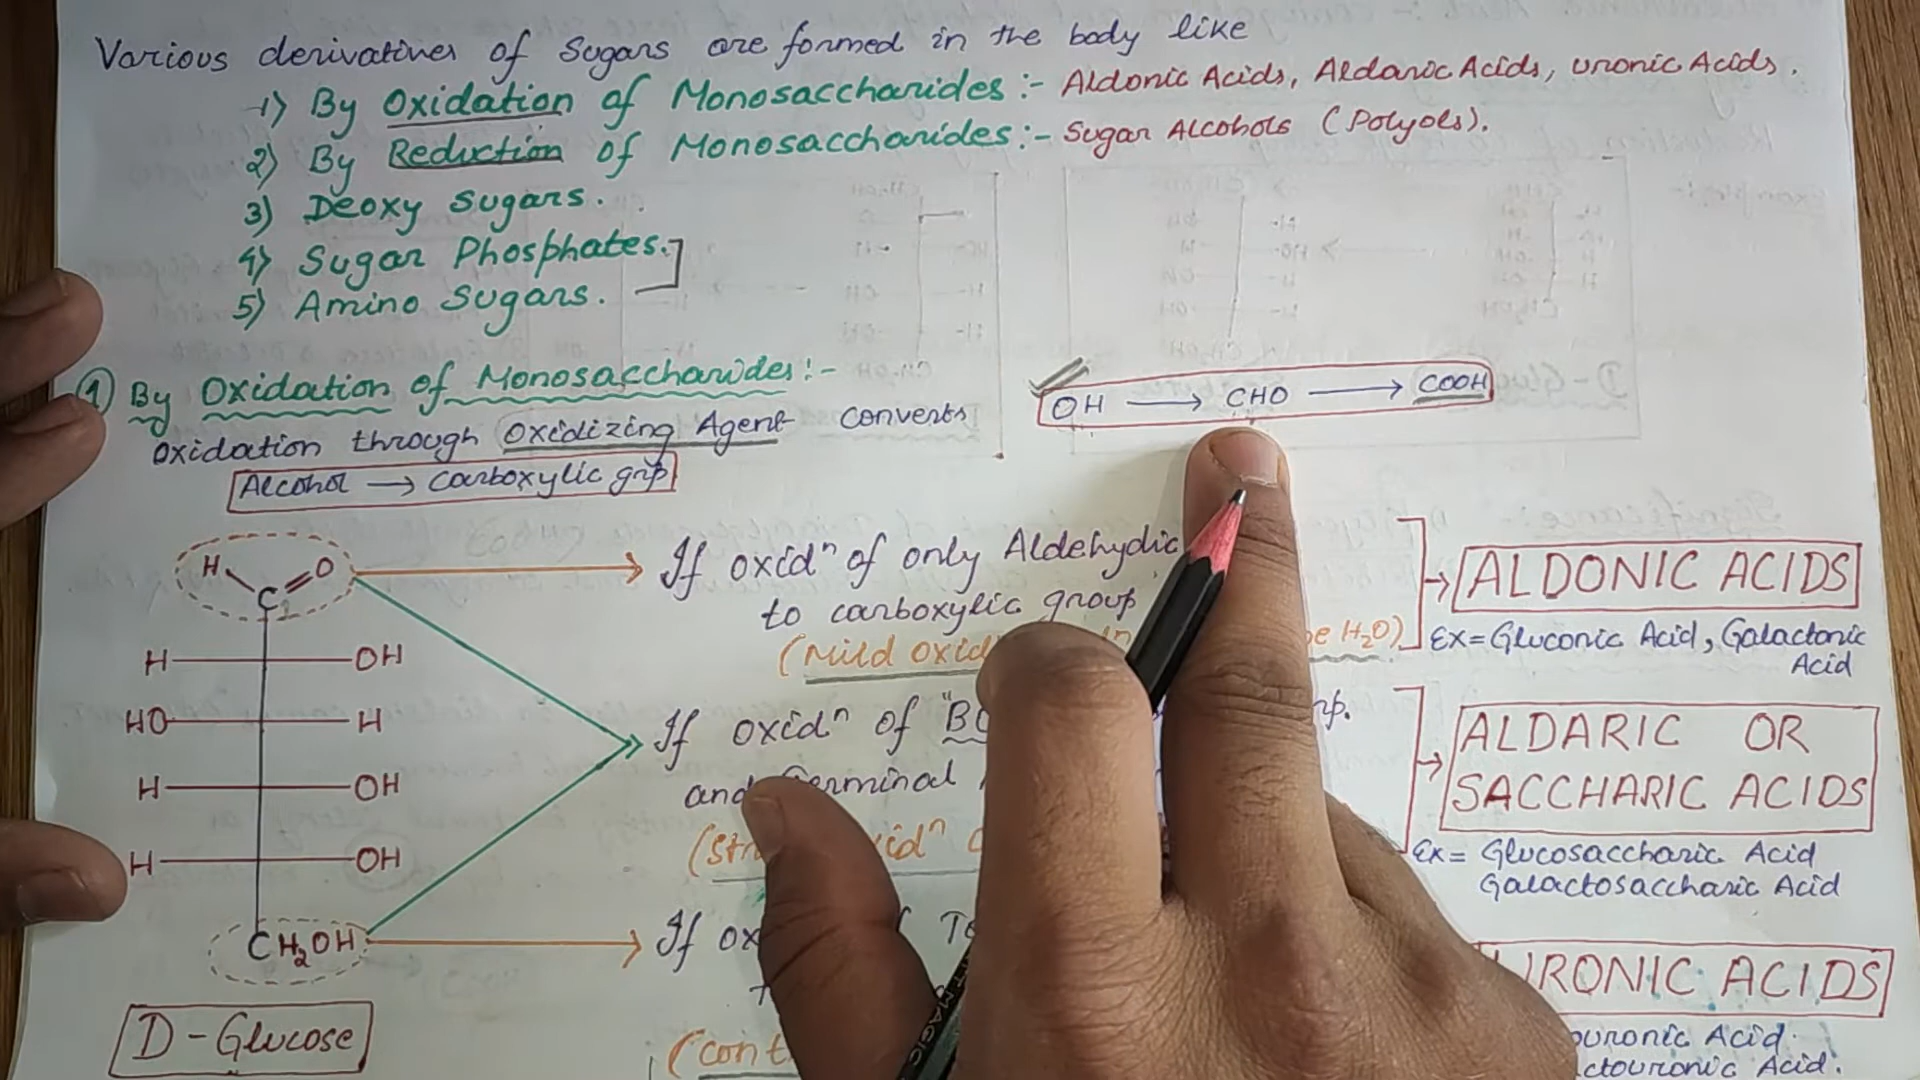 Various derivatives of Sugars are formed in the body like
1) By Oxidation of Monosaccharides :- Aldonic Acids, Aldaric Acids, Uronic Acids.
2) By Reduction of Monosaccharides :- Sugar Alcohols (Polyols).
3) Deoxy Sugars.
4) Sugar Phosphates.
5) Amino Sugars.
1 By Oxidation of Monosaccharides :-
OH → CHO → COOH
Oxidation through Oxidizing Agent converts
Alcohol → Carboxylic grp
H O
C
H OH
HO H
H OH
H OH
CH2OH
D-Glucose
If oxidn of only Aldehydic
to carboxylic group
(Mild oxid
be H2O)
ALDONIC ACIDS
Ex = Gluconic Acid, Galactonic
Acid
If oxidn of
and Terminal
ALDARIC OR
SACCHARIC ACIDS
Ex = Glucosaccharic Acid
Galactosaccharic Acid
If
URONIC ACIDS
Acid.
Acid.